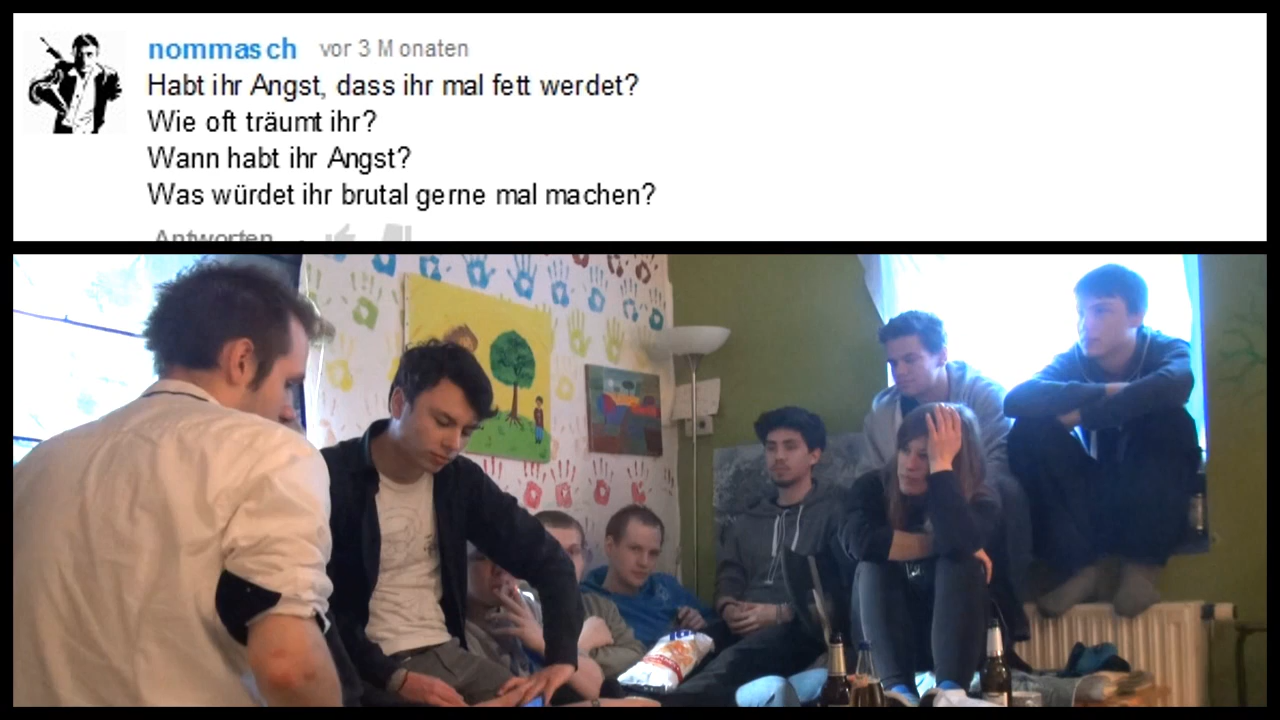 nommasch vor 3 Monaten
Habt ihr Angst, dass ihr mal fett werdet?
Wie oft träumt ihr?
Wann habt ihr Angst?
Was würdet ihr brutal gerne mal machen?
Antworten